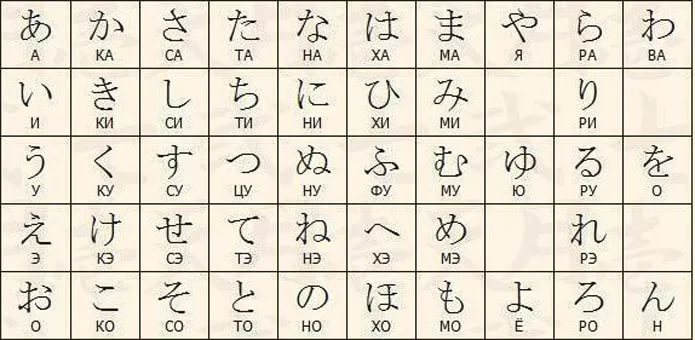 あ か さ た な は ま や ら わ
А КА СА ТА НА ХА МА Я РА ВА
い き し ち に ひ み り
И КИ СИ ТИ НИ ХИ МИ РИ
う く す つ ぬ ふ む ゆ る を
У КУ СУ ЦУ НУ ФУ МУ Ю РУ О
え け せ て ね へ め れ
Э КЭ СЭ ТЭ НЭ ХЭ МЭ РЭ
お こ そ と の ほ も よ ろ ん
О КО СО ТО НО ХО МО Ё РО Н